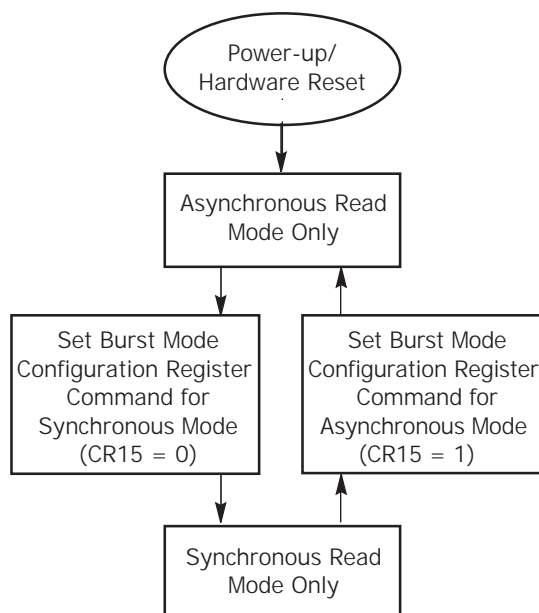 Power-up/
Hardware Reset
Asynchronous Read
Mode Only
Set Burst Mode
Configuration Register
Command for
Synchronous Mode
(CR15 = 0)
Set Burst Mode
Configuration Register
Command for
Asynchronous Mode
(CR15 = 1)
Synchronous Read
Mode Only